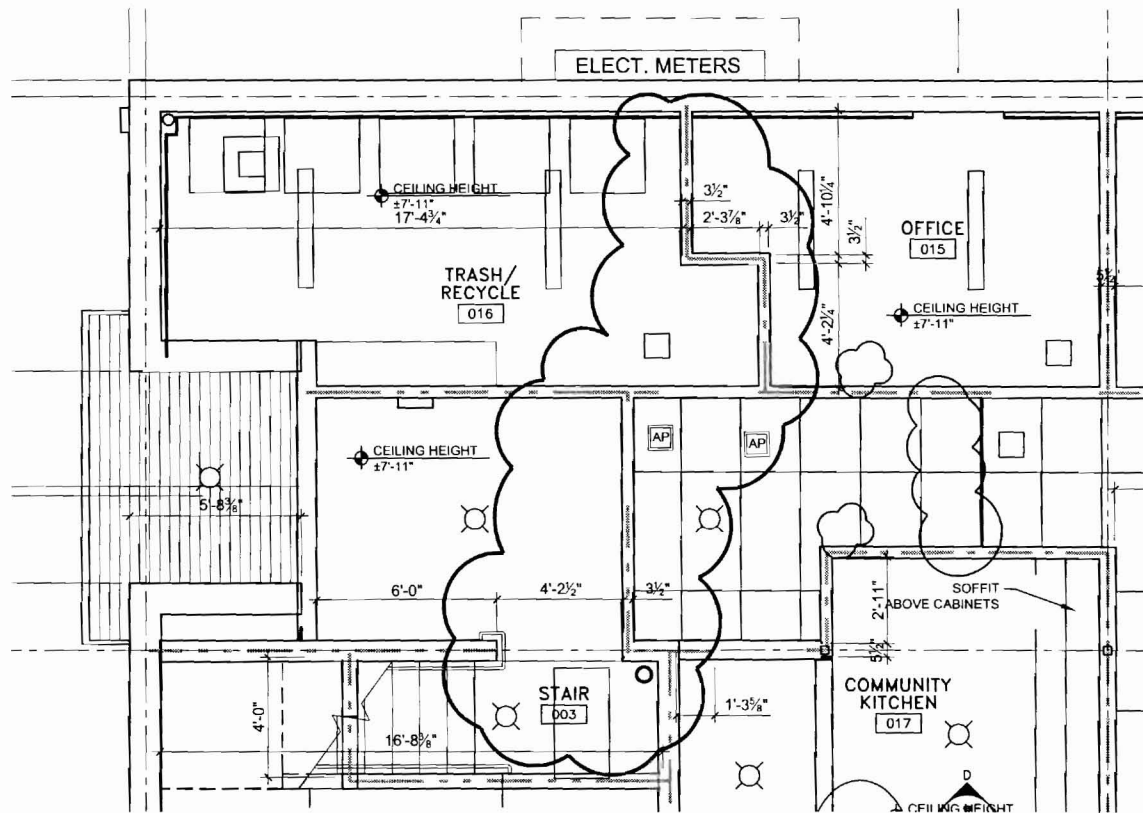 ELECT. METERS
CEILING HEIGHT
±7'-11"
17'-4¾"
3½"
2'-3⅞"
3½"
4'-10¼"
3½"
OFFICE
015
5½"
TRASH/
RECYCLE
016
CEILING HEIGHT
±7'-11"
4'-2¼"
CEILING HEIGHT
±7'-11"
AP
AP
5'-8⅜"
6'-0"
4'-2½"
3½"
SOFFIT
ABOVE CABINETS
2'-11"
5½"
STAIR
003
COMMUNITY
KITCHEN
017
4'-0"
1'-3⅝"
16'-8⅜"
D
CEILING HEIGHT